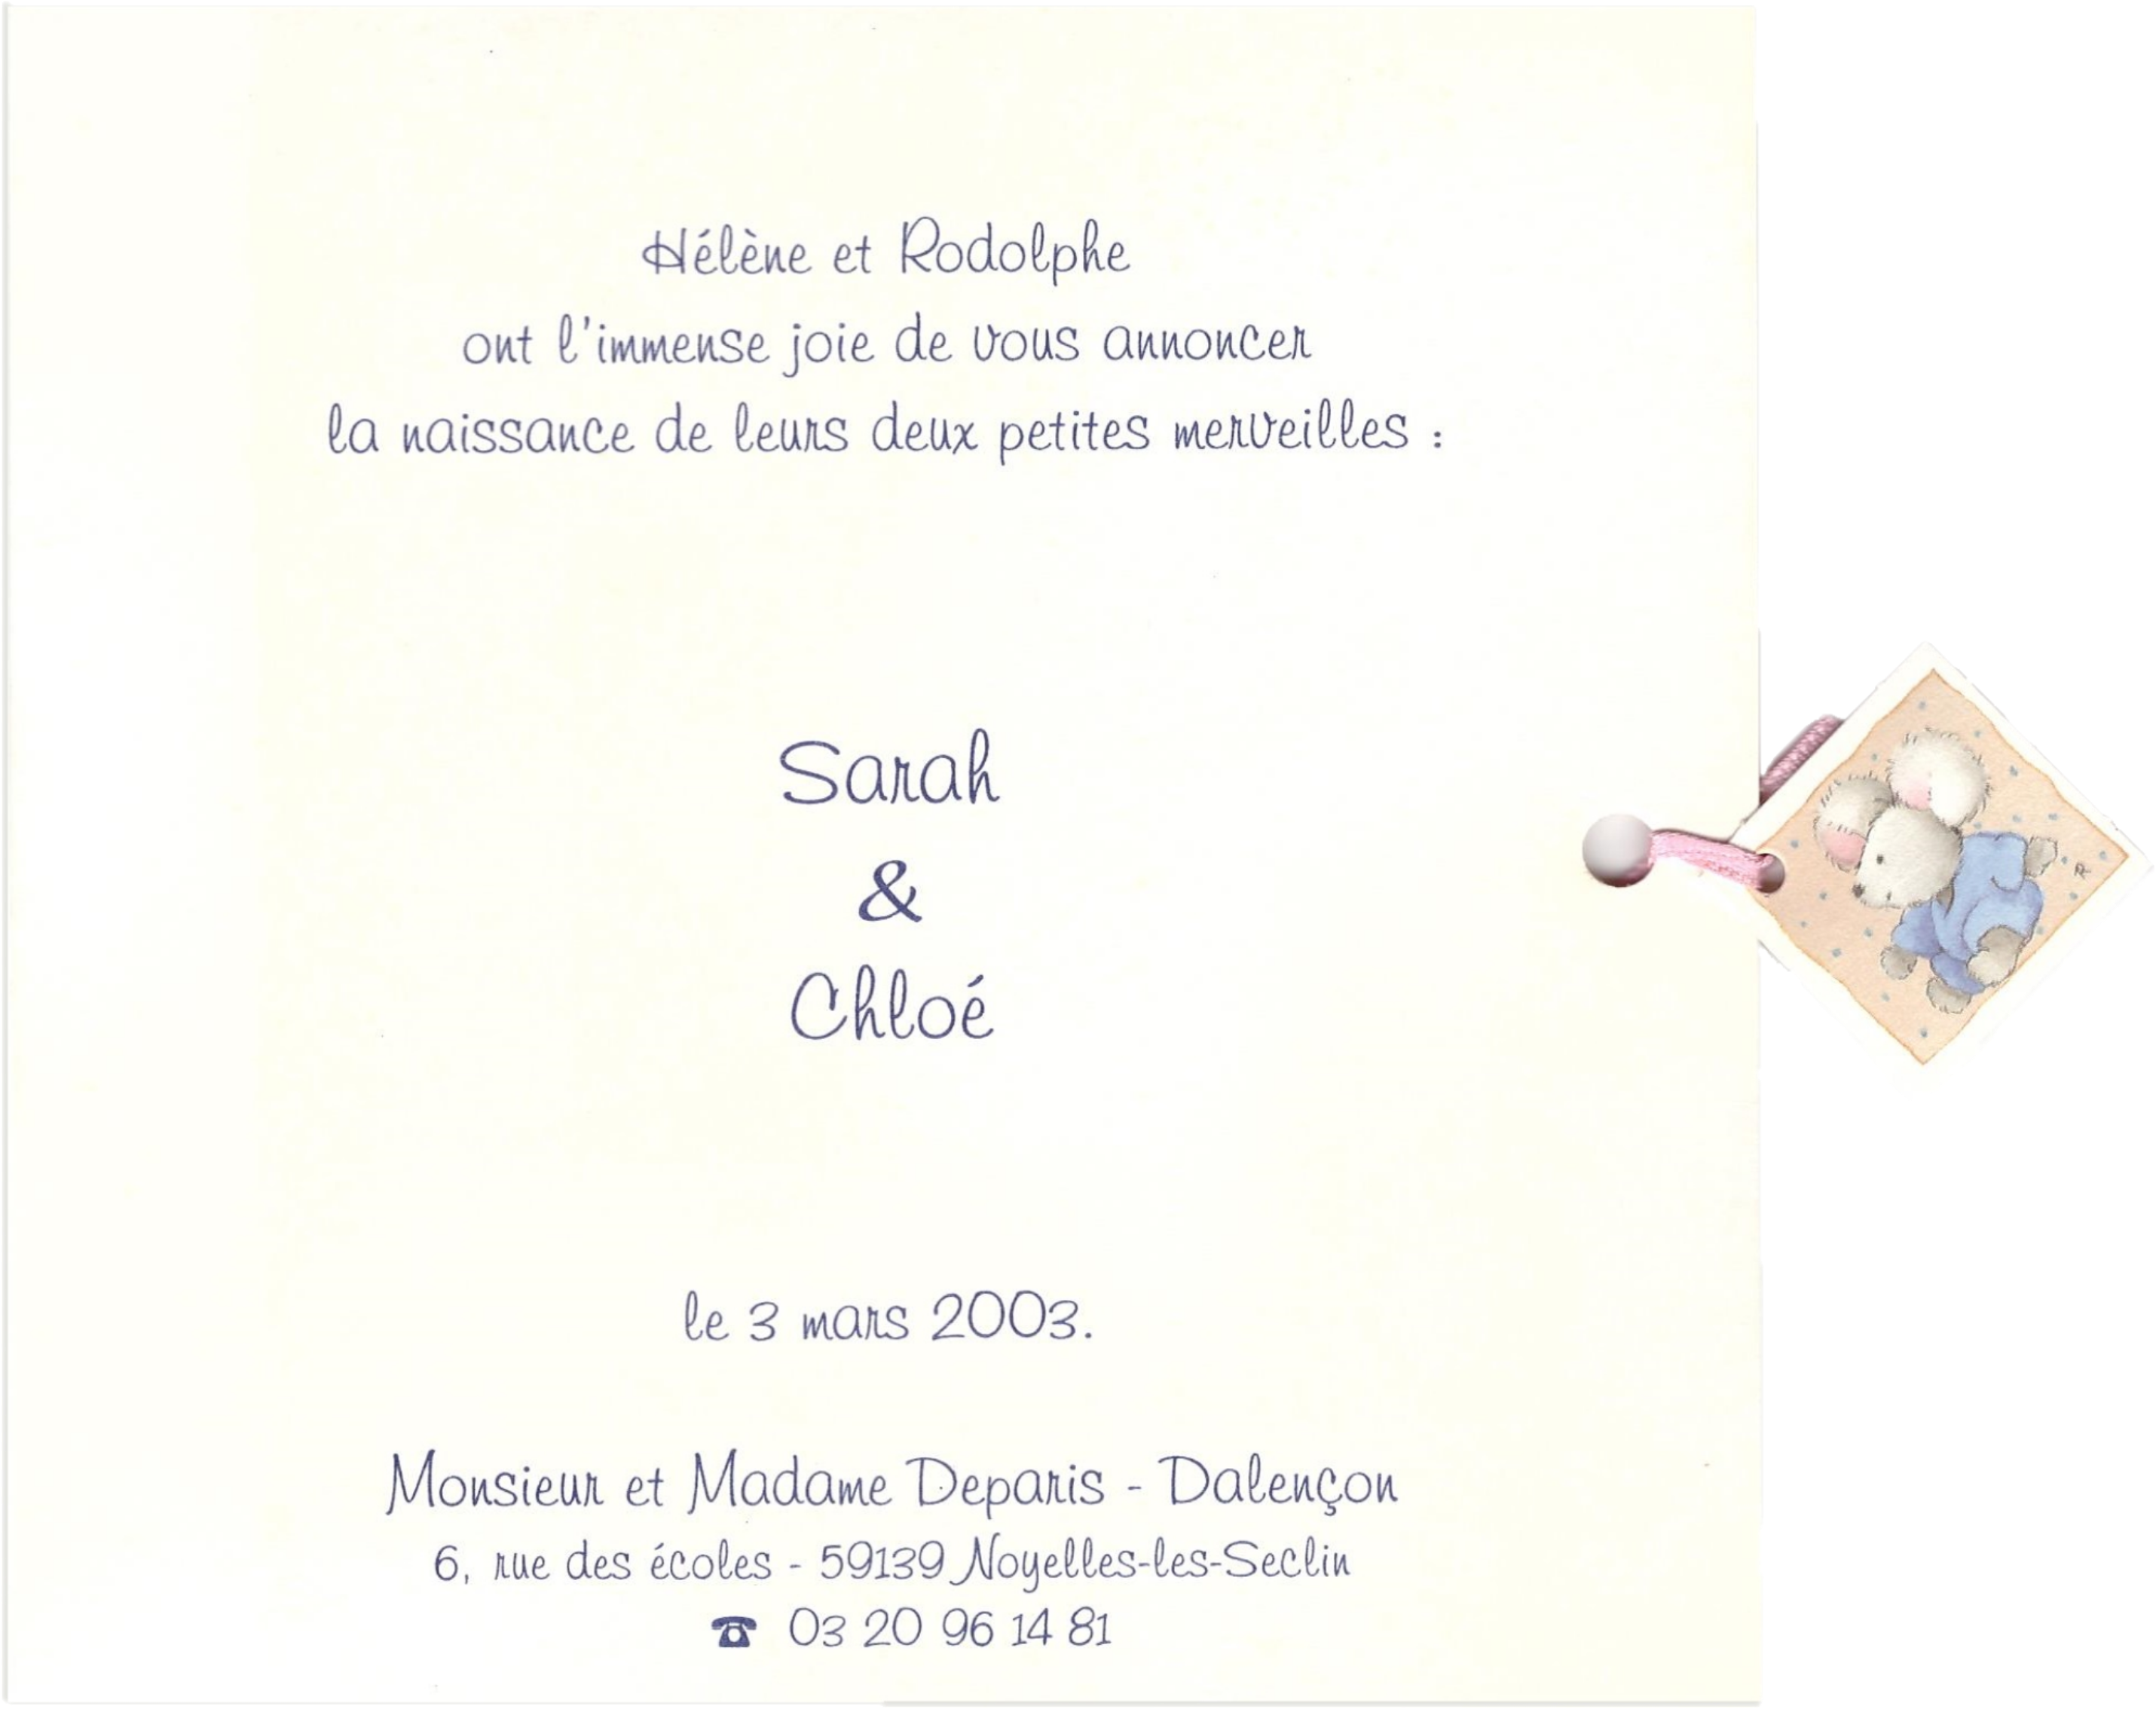 Hélène et Rodolphe
ont l'immense joie de vous annoncer
la naissance de leurs deux petites merveilles :
Sarah
&
Chloé
R
le 3 mars 2003.
Monsieur et Madame Deparis - Dalençon
6, rue des écoles - 59139 Noyelles-les-Seclin
☎ 03 20 96 14 81